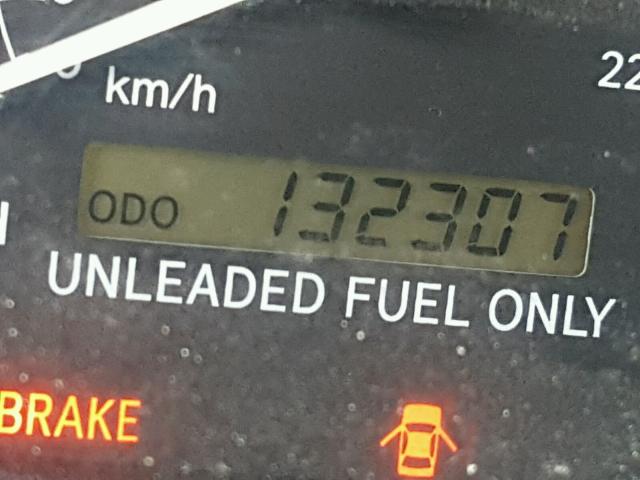 km/h
22
ODO 132307
UNLEADED FUEL ONLY
BRAKE